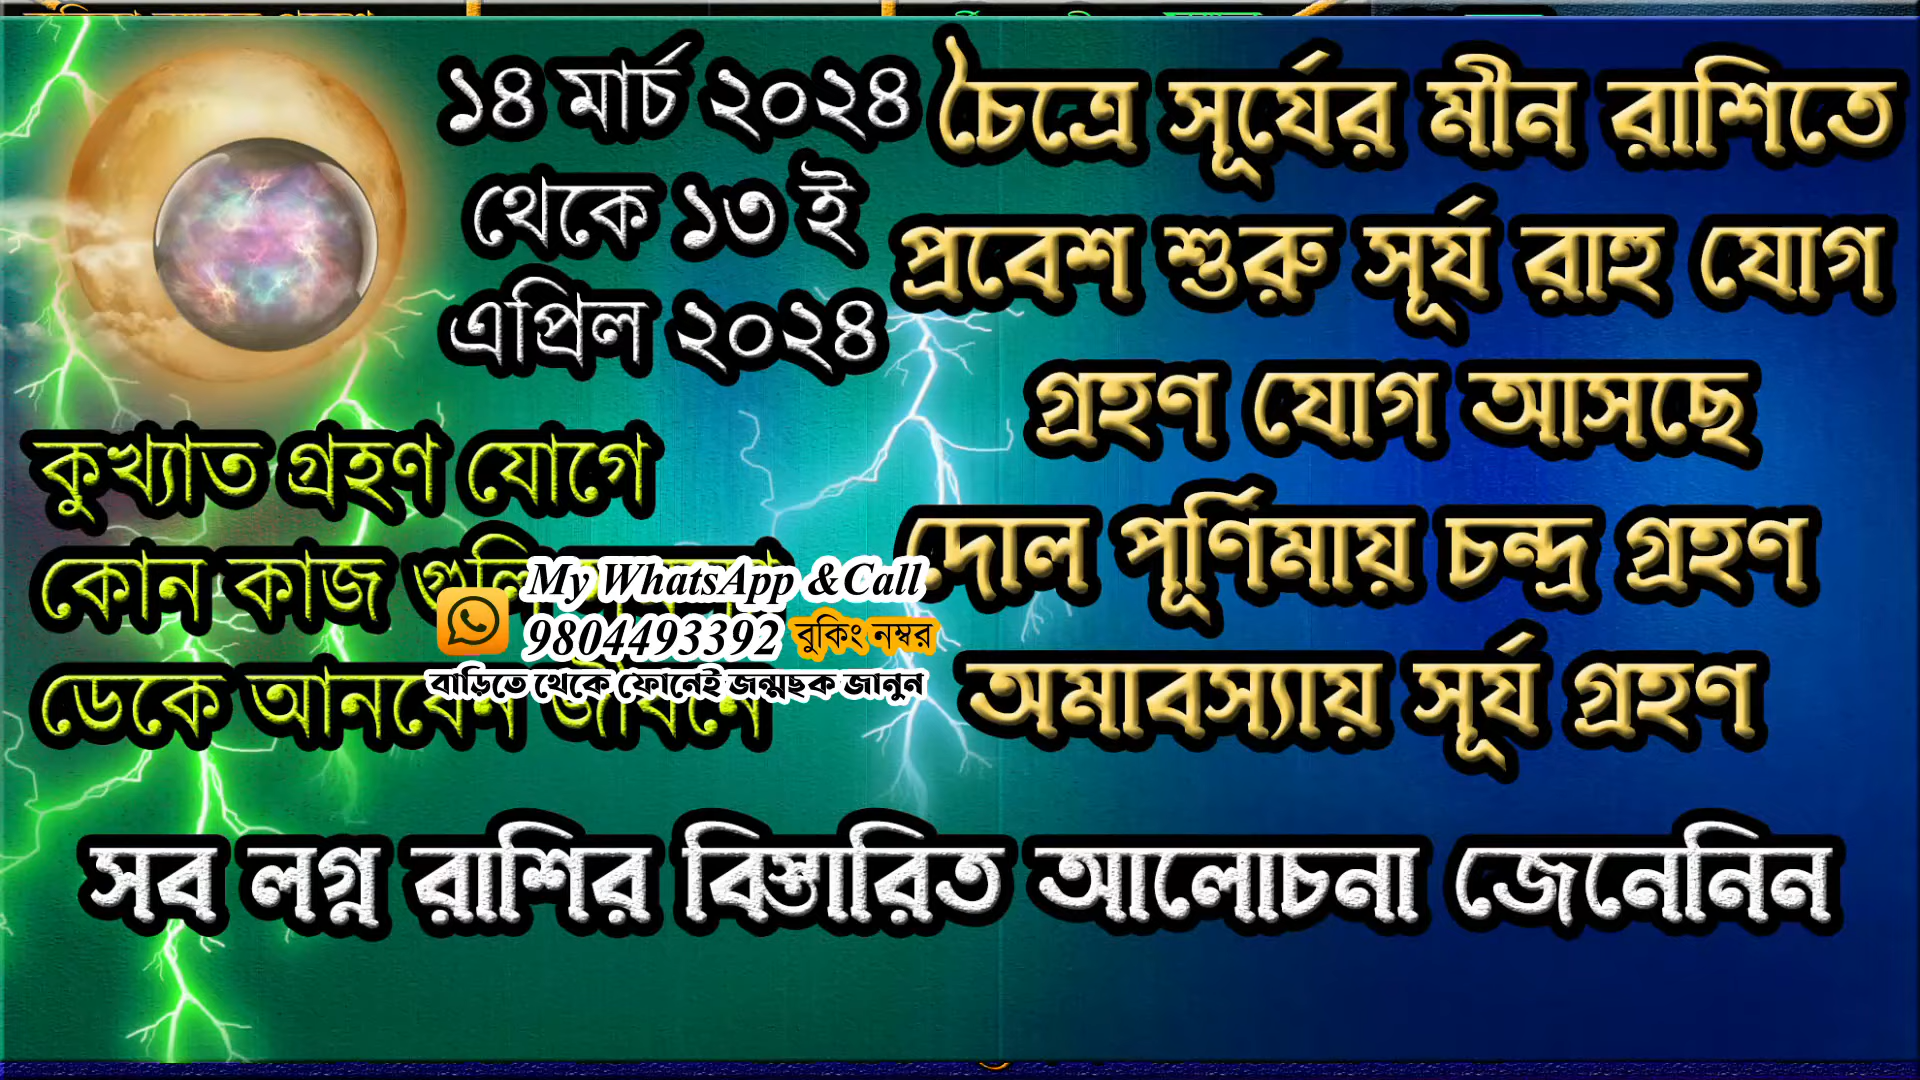 ১৪ মার্চ ২০২৪
থেকে ১৩ ই
এপ্রিল ২০২৪
চৈত্রে সূর্যের মীন রাশিতে
প্রবেশ শুরু সূর্য রাহু যোগ
গ্রহণ যোগ আসছে
দোল পূর্ণিমায় চন্দ্র গ্রহণ
অমাবস্যায় সূর্য গ্রহণ
কুখ্যাত গ্রহণ যোগে
কোন কাজ গুলি
ডেকে আনবেন জীবনে
My WhatsApp &Call
9804493392 বুকিং নম্বর
বাড়িতে থেকে ফোনেই জন্মছক জানুন
সব লগ্ন রাশির বিস্তারিত আলোচনা জেনেনিন